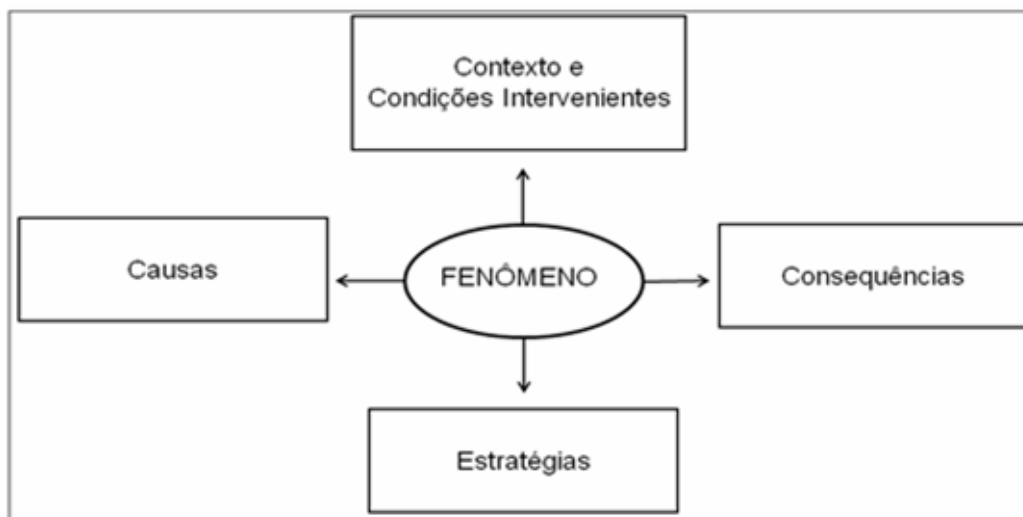 Contexto e
Condições Intervenientes
Causas
FENÔMENO
Consequências
Estratégias